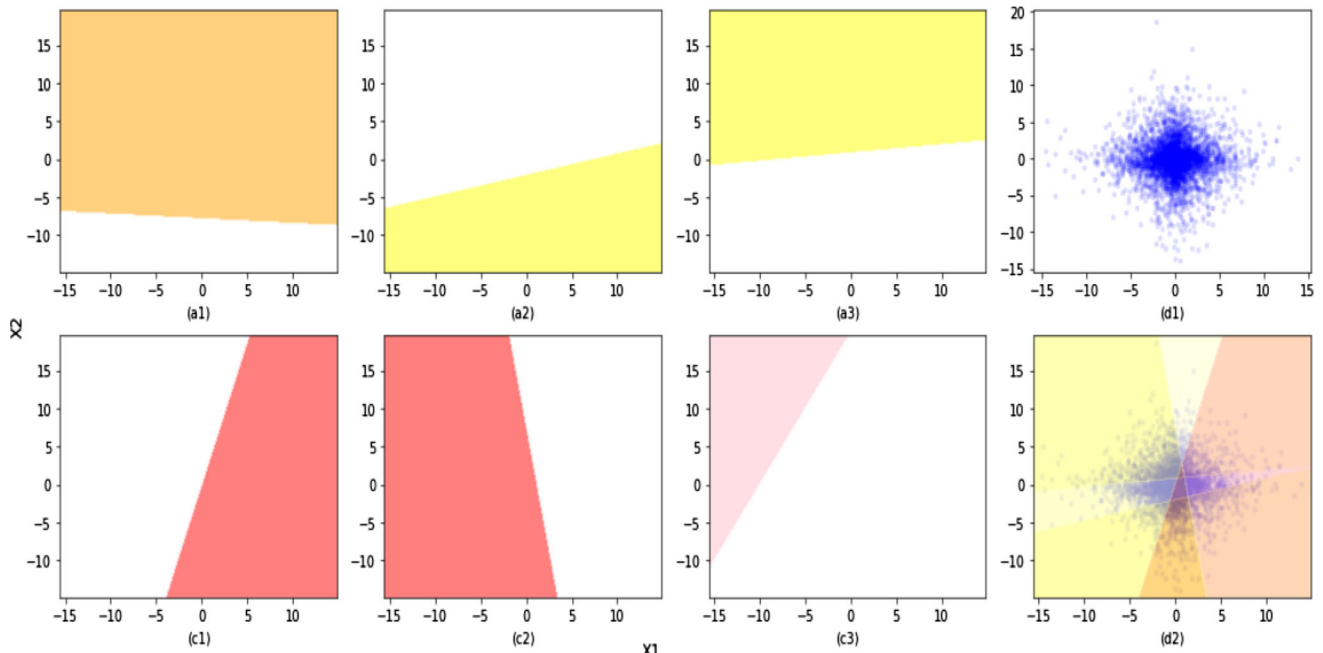 15 15 15 20
10 10 10 15
5 5 5 10
0 0 0 5
−5 −5 −5 0
−10 −10 −10 −5
−10
−15
−15 −10 −5 0 5 10 −15 −10 −5 0 5 10 −15 −10 −5 0 5 10 −15 −10 −5 0 5 10 15
(a1) (a2) (a3) (d1)
X2
15 15 15 15
10 10 10 10
5 5 5 5
0 0 0 0
−5 −5 −5 −5
−10 −10 −10 −10
−15 −10 −5 0 5 10 −15 −10 −5 0 5 10 −15 −10 −5 0 5 10 −15 −10 −5 0 5 10
(c1) (c2) (c3) (d2)
X1